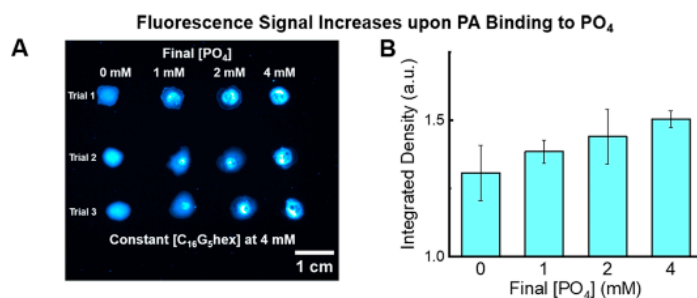 Fluorescence Signal Increases upon PA Binding to PO₄
A
Final [PO₄]
0 mM 1 mM 2 mM 4 mM
Trial 1
Trial 2
Trial 3
Constant [C₁₆G₅hex] at 4 mM
1 cm
B
Integrated Density (a.u.)
1.5
1.0
0 1 2 4
Final [PO₄] (mM)